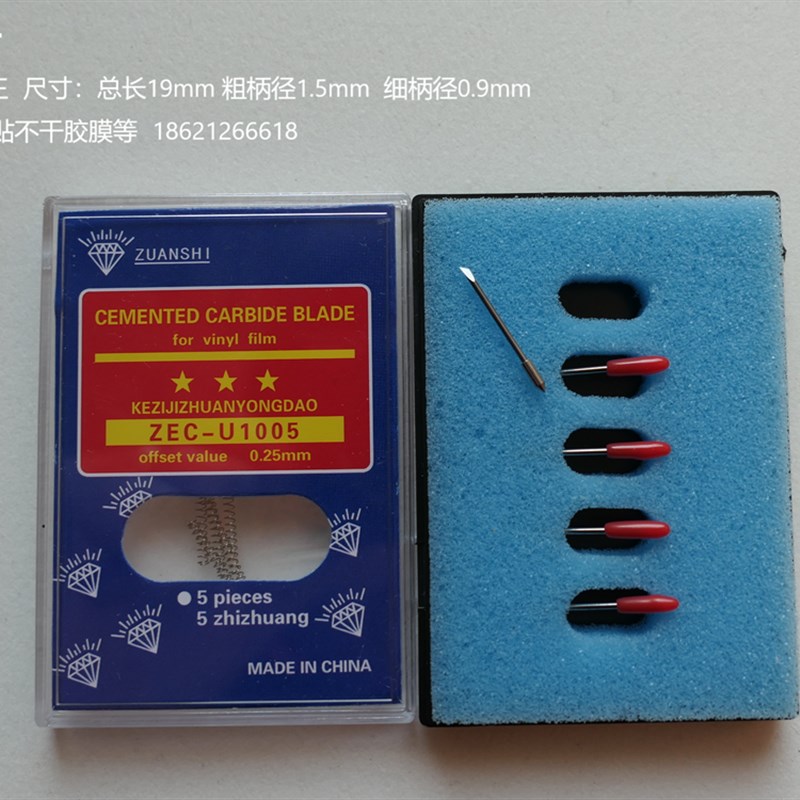 尺寸：总长19mm 粗柄径1.5mm 细柄径0.9mm
贴不干胶膜等 18621266618
ZUANSHI
CEMENTED CARBIDE BLADE
for vinyl film
KEZIJIZHUANYONGDAO
ZEC-U1005
offset value 0.25mm
5 pieces
5 zhizhuang
MADE IN CHINA